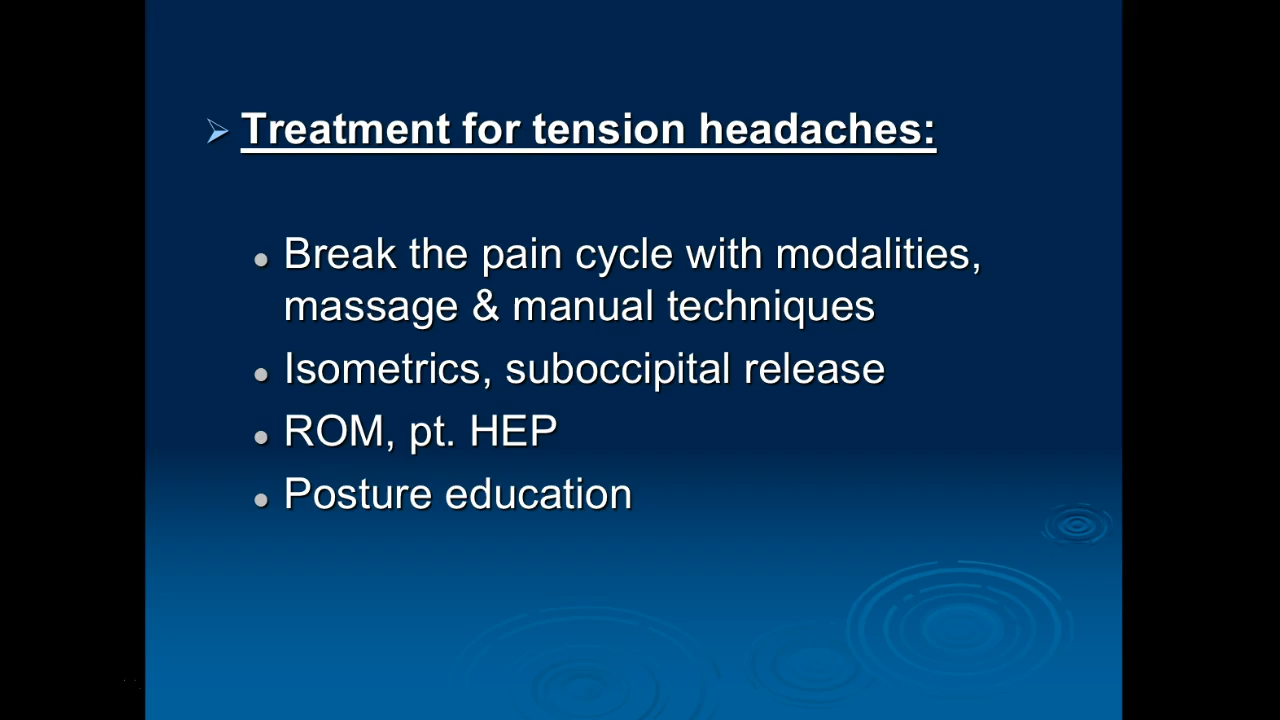 Treatment for tension headaches:
Break the pain cycle with modalities,
massage & manual techniques
Isometrics, suboccipital release
ROM, pt. HEP
Posture education